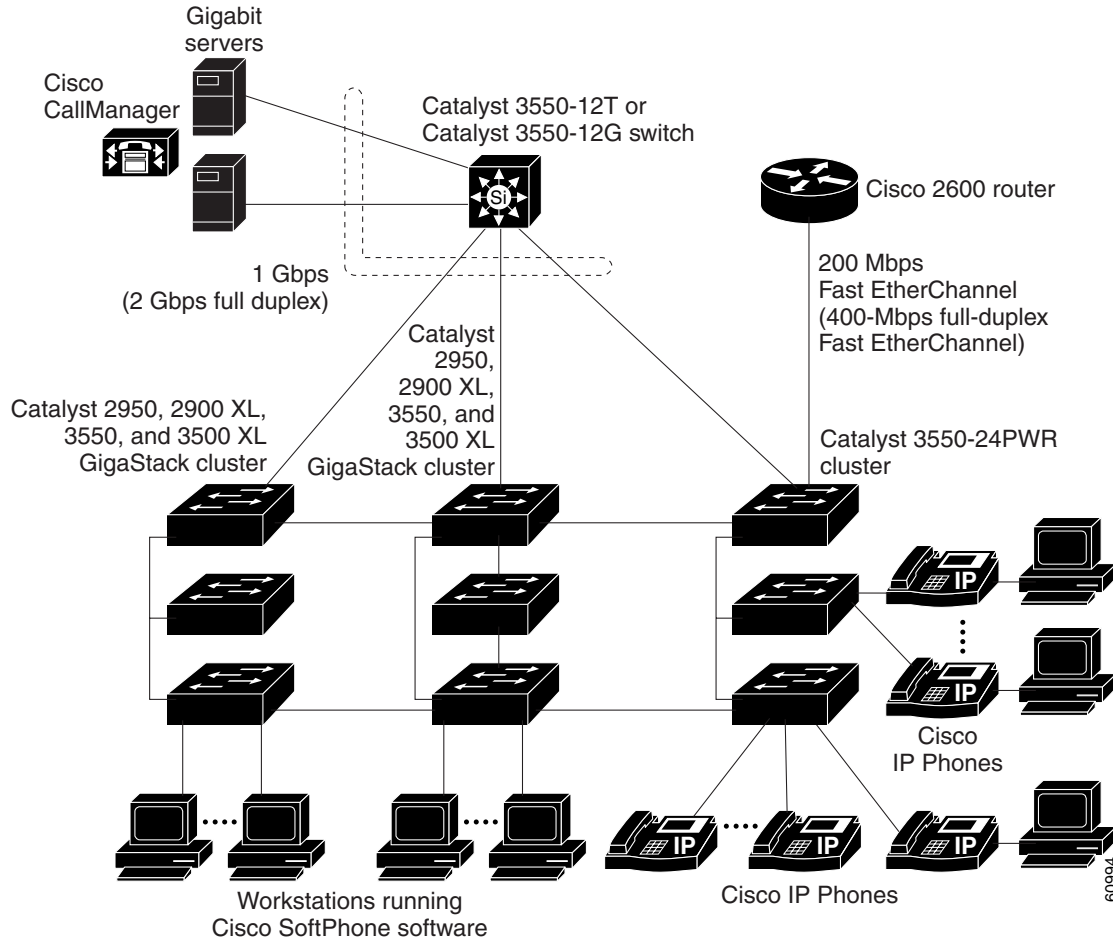 Gigabit
servers
Cisco
CallManager
Catalyst 3550-12T or
Catalyst 3550-12G switch
Si
Cisco 2600 router
1 Gbps
(2 Gbps full duplex)
200 Mbps
Fast EtherChannel
(400-Mbps full-duplex
Fast EtherChannel)
Catalyst
2950,
2900 XL,
3550, and
3500 XL
GigaStack cluster
Catalyst 2950, 2900 XL,
3550, and 3500 XL
GigaStack cluster
Catalyst 3550-24PWR
cluster
IP
IP
Cisco
IP Phones
IP
IP
IP
Cisco IP Phones
Workstations running
Cisco SoftPhone software
60994